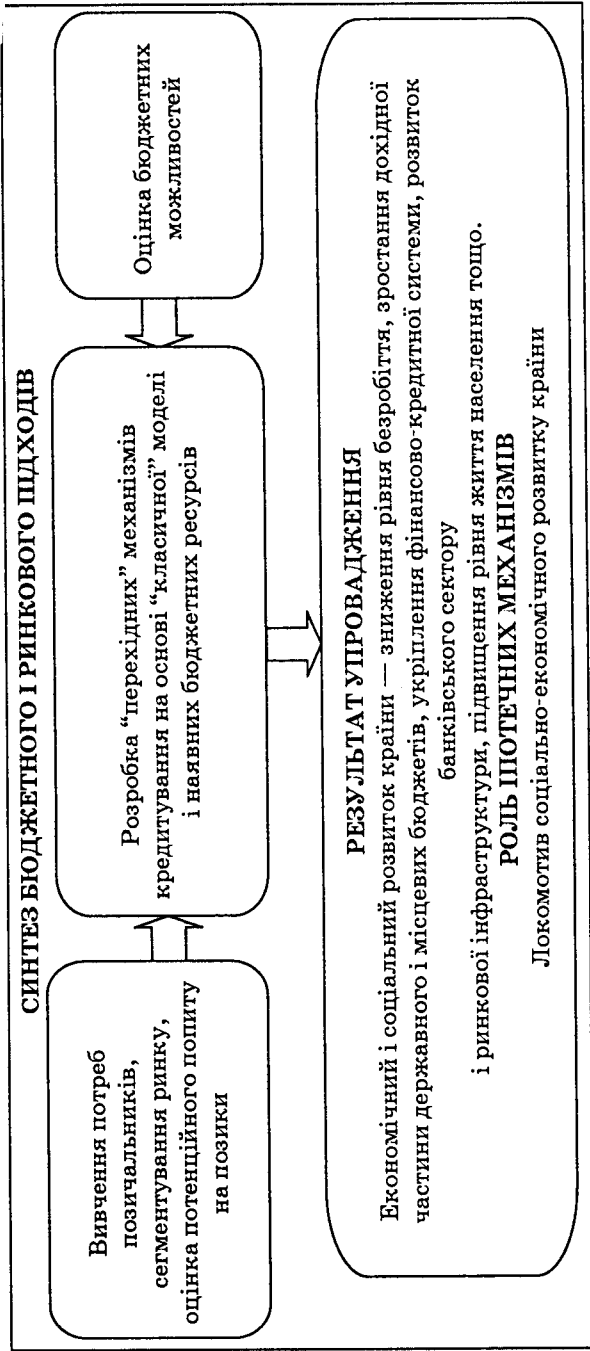 СИНТЕЗ БЮДЖЕТНОГО І РИНКОВОГО ПІДХОДІВ
Вивчення потреб
позичальників,
сегментування ринку,
оцінка потенційного попиту
на позики
Розробка “перехідних” механізмів
кредитування на основі “класичної” моделі
і наявних бюджетних ресурсів
Оцінка бюджетних
можливостей
РЕЗУЛЬТАТ УПРОВАДЖЕННЯ
Економічний і соціальний розвиток країни — зниження рівня безробіття, зростання дохідної
частини державного і місцевих бюджетів, укріплення фінансово-кредитної системи, розвиток
банківського сектору
і ринкової інфраструктури, підвищення рівня життя населення тощо.
РОЛЬ ІПОТЕЧНИХ МЕХАНІЗМІВ
Локомотив соціально-економічного розвитку країни